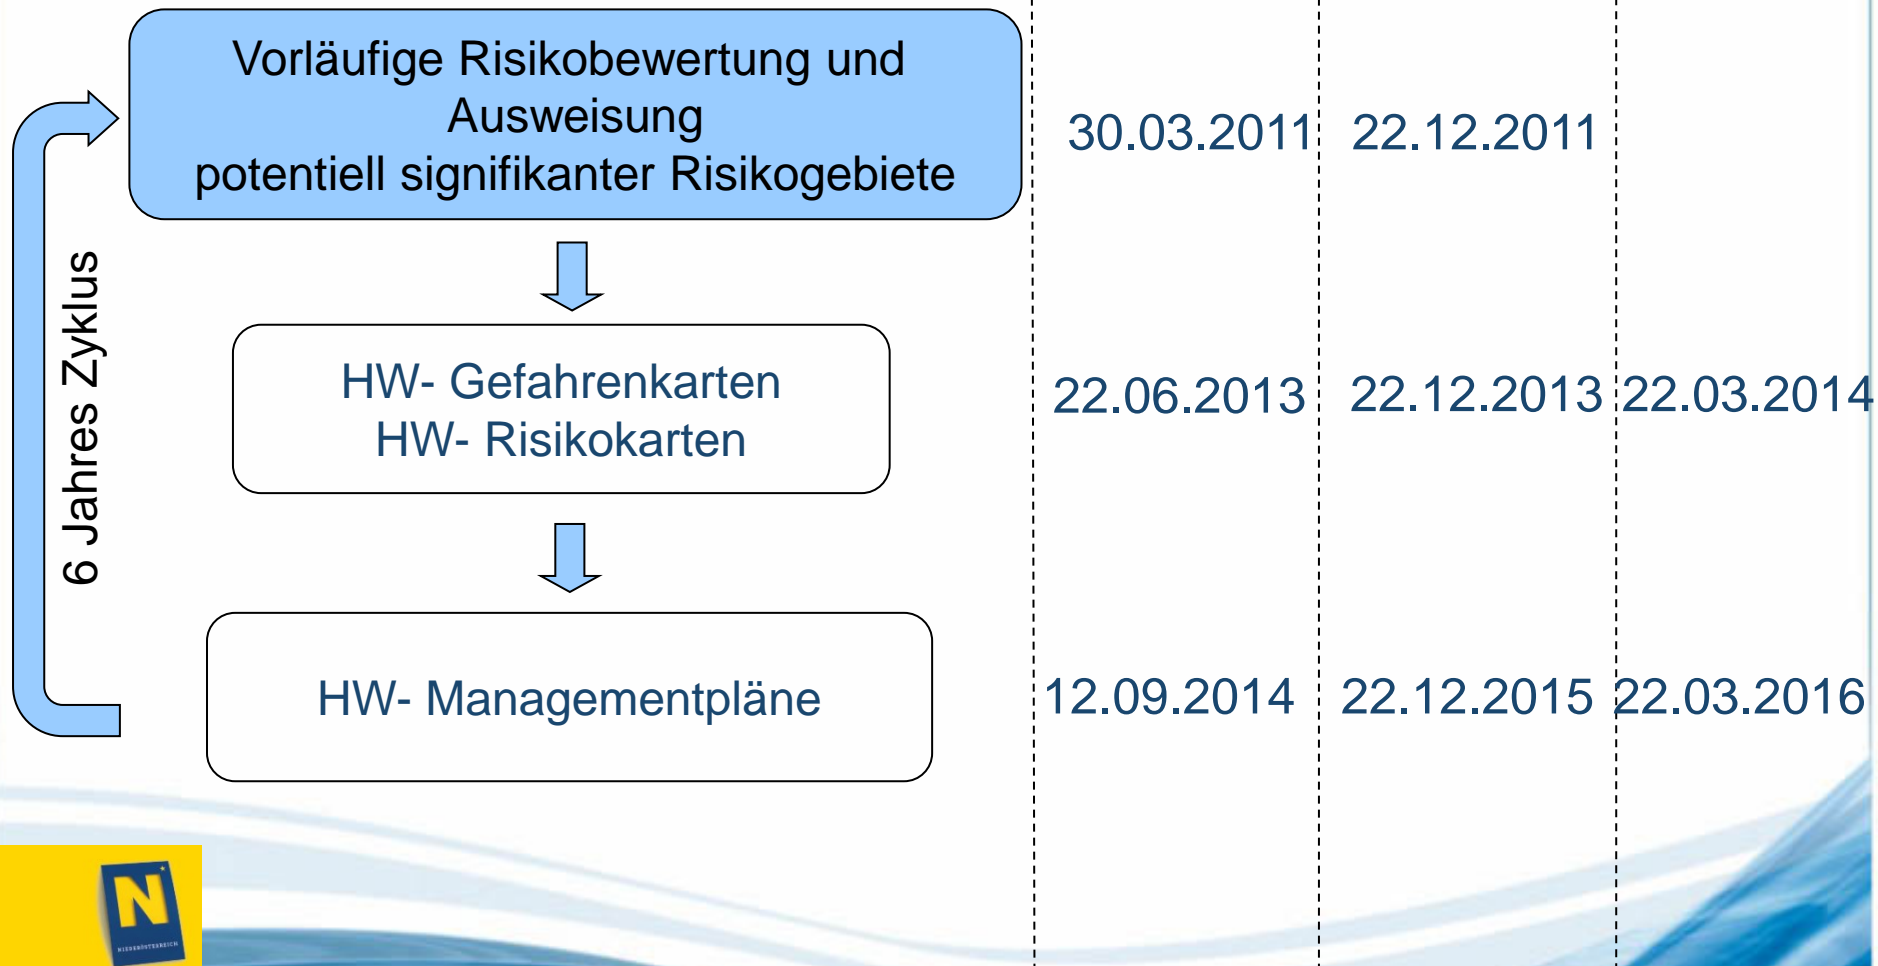 Vorläufige Risikobewertung und
Ausweisung
potentiell signifikanter Risikogebiete
30.03.2011 22.12.2011
6 Jahres Zyklus
HW- Gefahrenkarten
HW- Risikokarten
22.06.2013 22.12.2013 22.03.2014
HW- Managementpläne
12.09.2014 22.12.2015 22.03.2016
N
NIEDERÖSTERREICH